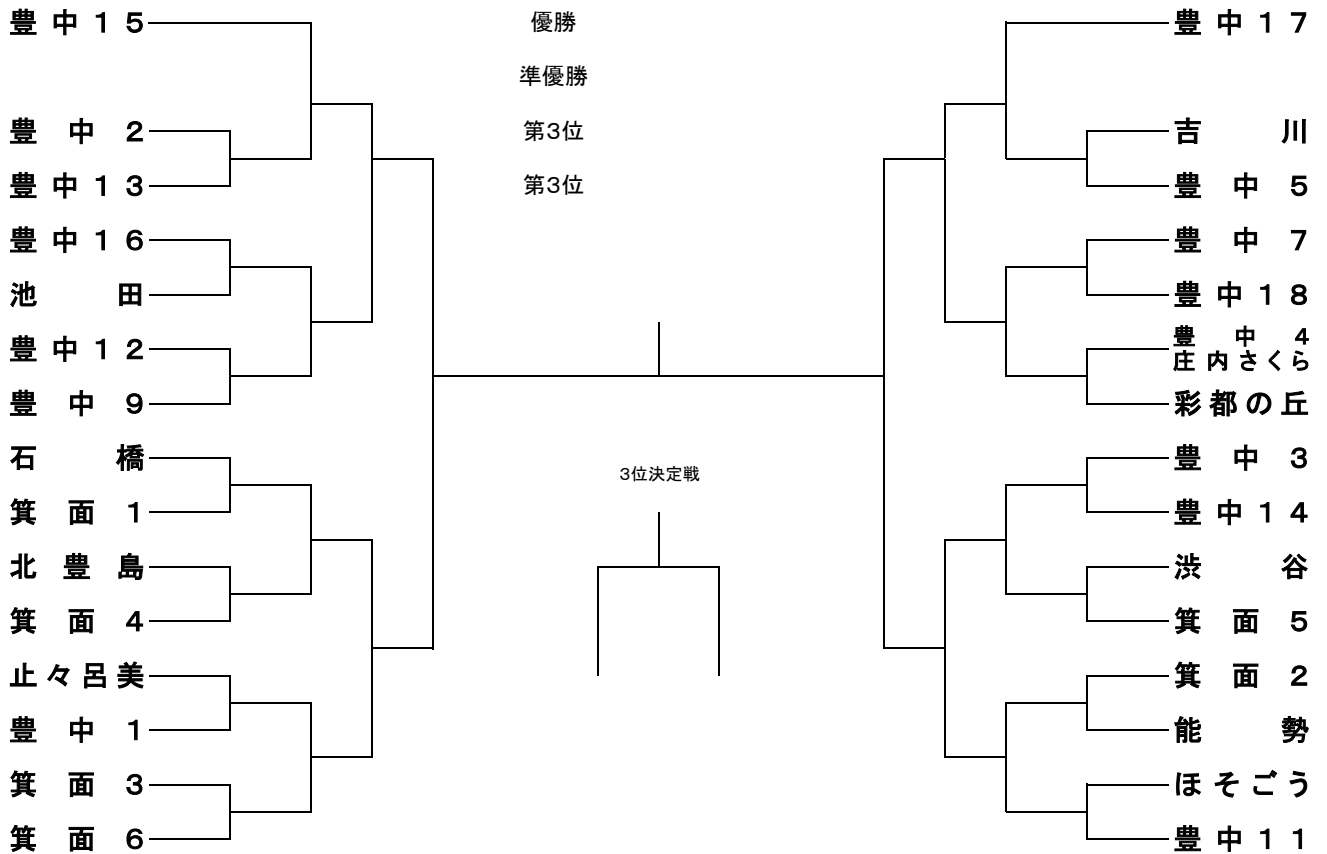 豊中１５
豊中２
豊中１３
豊中１６
池田
豊中１２
豊中９
石橋
箕面１
北豊島
箕面４
止々呂美
豊中１
箕面３
箕面６
優勝
準優勝
第３位
第３位
３位決定戦
豊中１７
吉川
豊中５
豊中７
豊中１８
豊中４
庄内さくら
彩都の丘
豊中３
豊中１４
渋谷
箕面５
箕面２
能勢
ほそごう
豊中１１